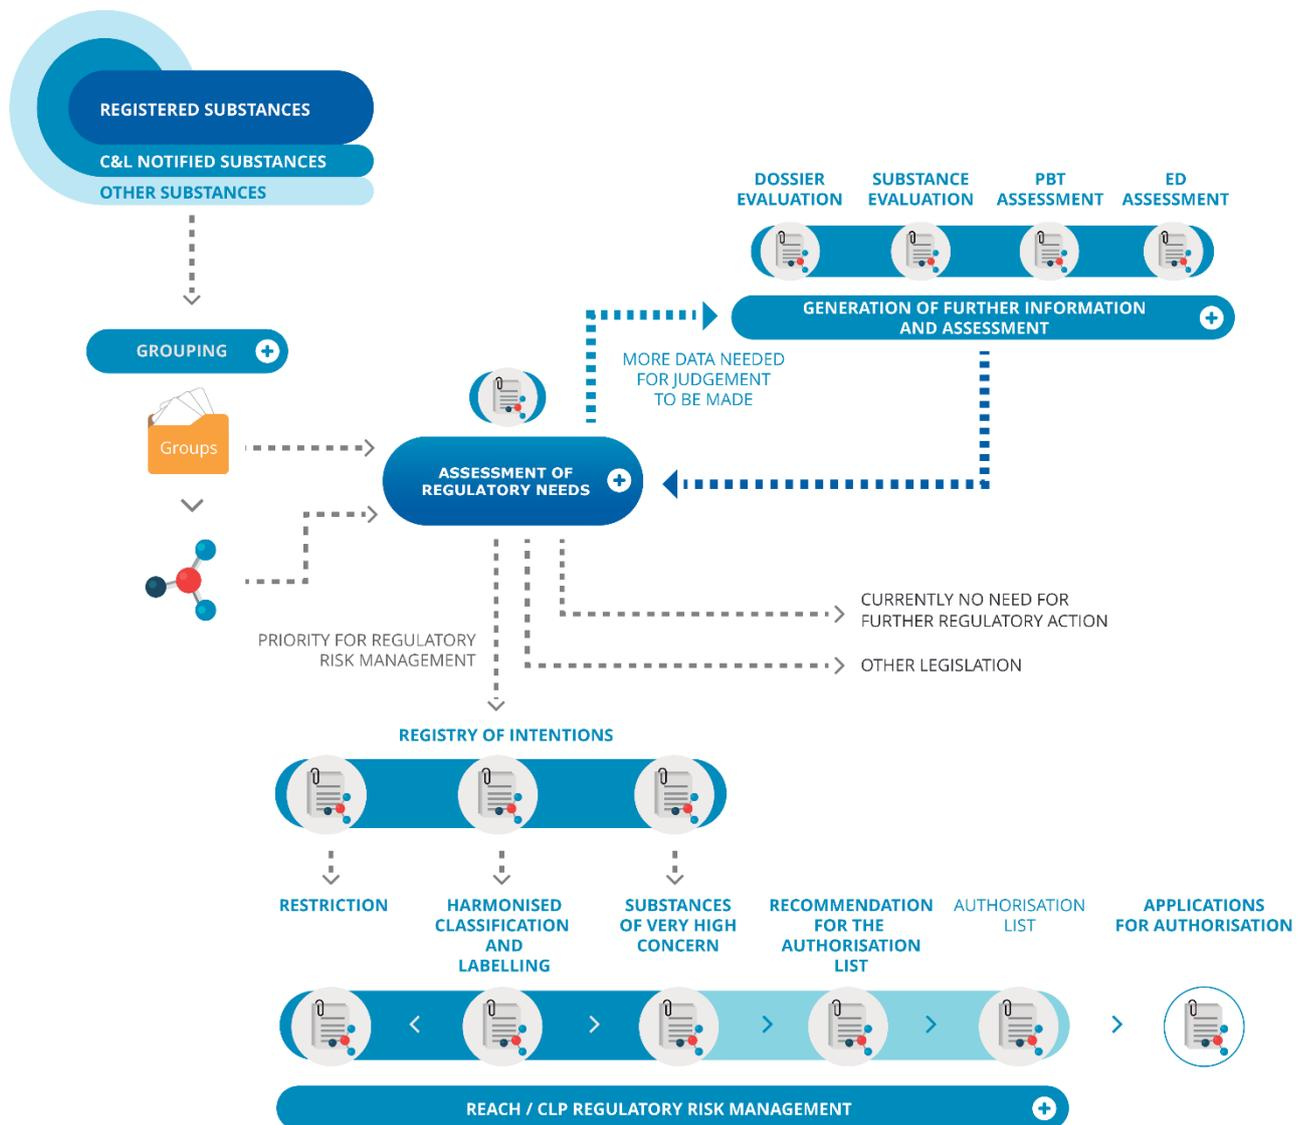 REGISTERED SUBSTANCES
C&L NOTIFIED SUBSTANCES
OTHER SUBSTANCES
DOSSIER
EVALUATION
SUBSTANCE
EVALUATION
PBT
ASSESSMENT
ED
ASSESSMENT
GENERATION OF FURTHER INFORMATION
AND ASSESSMENT
GROUPING
MORE DATA NEEDED
FOR JUDGEMENT
TO BE MADE
Groups
ASSESSMENT OF
REGULATORY NEEDS
CURRENTLY NO NEED FOR
FURTHER REGULATORY ACTION
PRIORITY FOR REGULATORY
RISK MANAGEMENT
OTHER LEGISLATION
REGISTRY OF INTENTIONS
RESTRICTION
HARMONISED
CLASSIFICATION
AND
LABELLING
SUBSTANCES
OF VERY HIGH
CONCERN
RECOMMENDATION
FOR THE
AUTHORISATION
LIST
AUTHORISATION
LIST
APPLICATIONS
FOR AUTHORISATION
REACH / CLP REGULATORY RISK MANAGEMENT